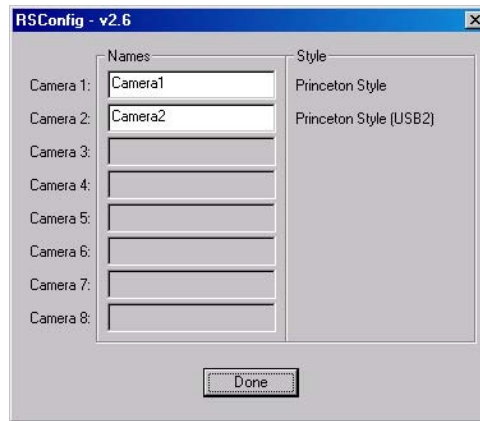 RSConfig - v2.6
Names Style
Camera 1: Camera1 Princeton Style
Camera 2: Camera2 Princeton Style (USB2)
Camera 3:
Camera 4:
Camera 5:
Camera 6:
Camera 7:
Camera 8:
Done